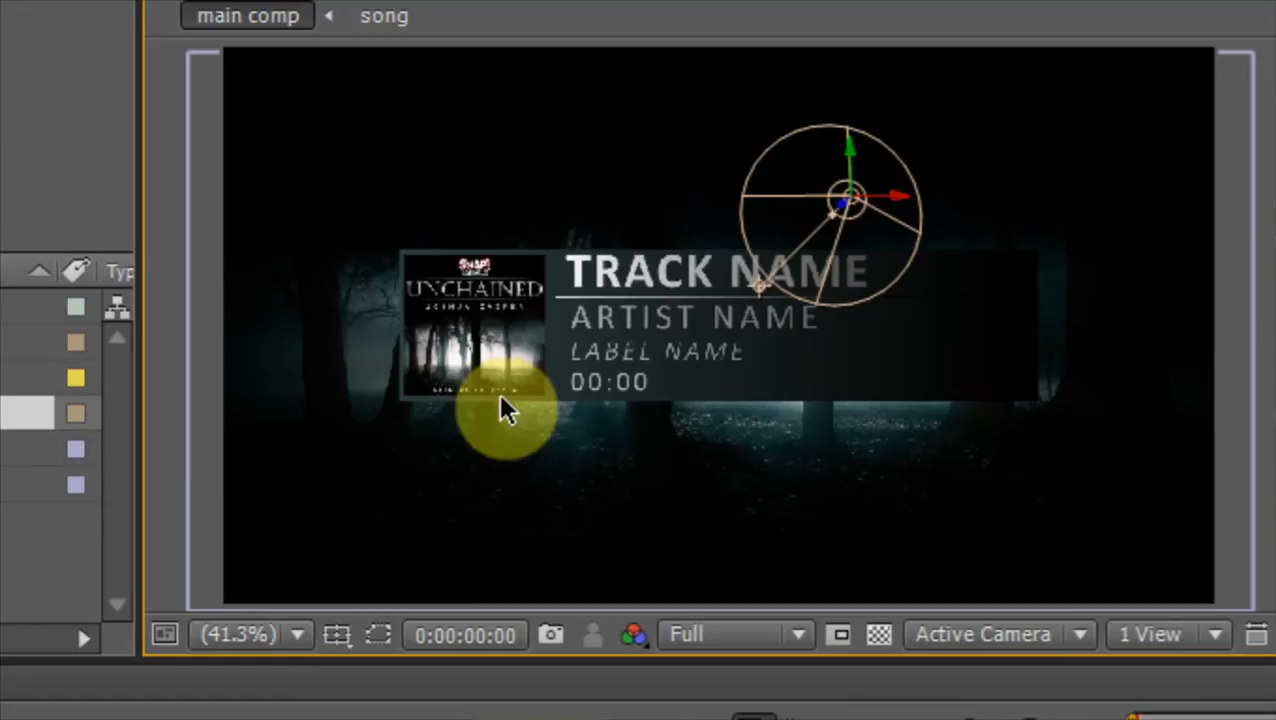 main comp song
Typ
UNCHAINED
TRACK NAME
ARTIST NAME
LABEL NAME
00:00
(41.3%) 0:00:00:00 Full Active Camera 1 View